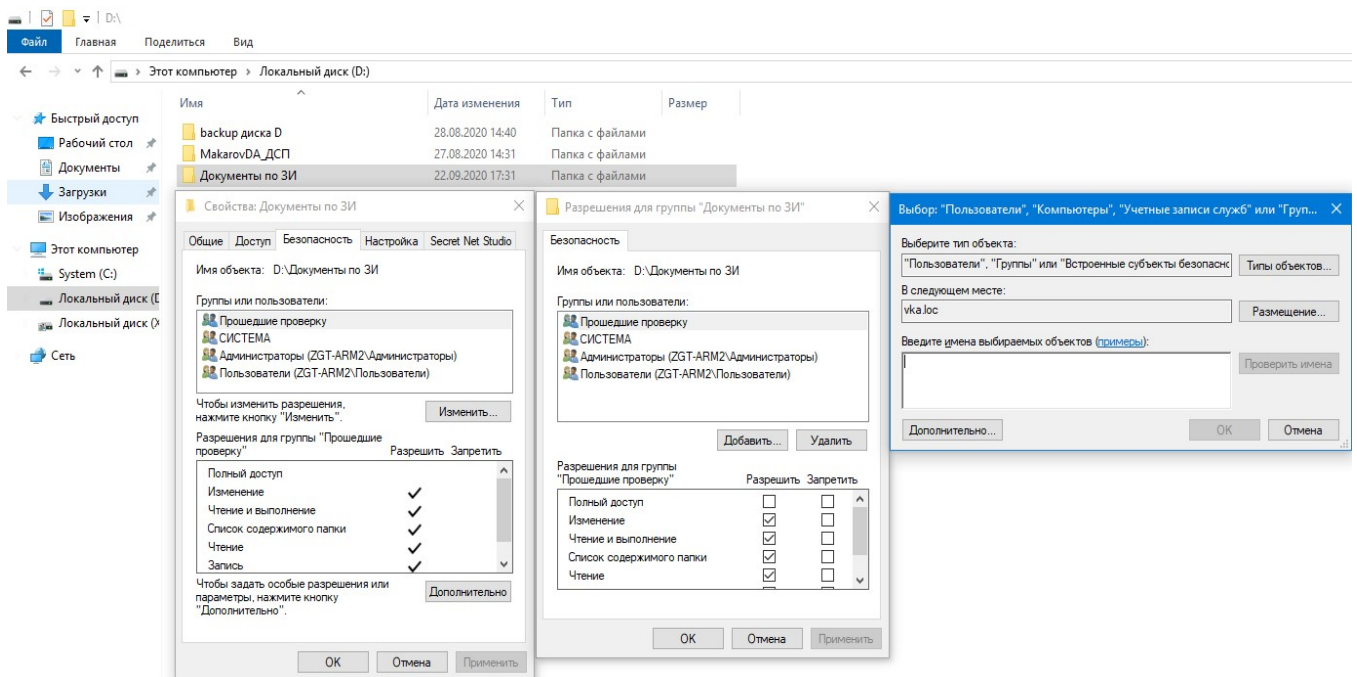 D:\
Файл Главная Поделиться Вид
Этот компьютер > Локальный диск (D:)
Имя Дата изменения Тип Размер
Быстрый доступ
Рабочий стол
Документы
Загрузки
Изображения
Этот компьютер
System (C:)
Локальный диск (D
Локальный диск (X
Сеть
backup диска D 28.08.2020 14:40 Папка с файлами
MakarovDA_ДСП 27.08.2020 14:31 Папка с файлами
Документы по ЗИ 22.09.2020 17:31 Папка с файлами
Свойства: Документы по ЗИ
Общие Доступ Безопасность Настройка Secret Net Studio
Имя объекта: D:\Документы по ЗИ
Группы или пользователи:
Прошедшие проверку
СИСТЕМА
Администраторы (ZGT-ARM2\Администраторы)
Пользователи (ZGT-ARM2\Пользователи)
Чтобы изменить разрешения,
нажмите кнопку "Изменить".
Изменить...
Разрешения для группы "Прошедшие
проверку" Разрешить Запретить
Полный доступ
Изменение
Чтение и выполнение
Список содержимого папки
Чтение
Запись
Чтобы задать особые разрешения или
параметры, нажмите кнопку
"Дополнительно".
Дополнительно
ОК Отмена Применить
Разрешения для группы "Документы по ЗИ"
Безопасность
Имя объекта: D:\Документы по ЗИ
Группы или пользователи:
Прошедшие проверку
СИСТЕМА
Администраторы (ZGT-ARM2\Администраторы)
Пользователи (ZGT-ARM2\Пользователи)
Добавить... Удалить
Разрешения для группы
"Прошедшие проверку" Разрешить Запретить
Полный доступ
Изменение
Чтение и выполнение
Список содержимого папки
Чтение
ОК Отмена Применить
Выбор: "Пользователи", "Компьютеры", "Учетные записи служб" или "Груп...
Выберите тип объекта:
"Пользователи", "Группы" или "Встроенные субъекты безопасно
Типы объектов...
В следующем месте:
vka.loc
Размещение...
Введите имена выбираемых объектов (примеры):
Проверить имена
Дополнительно...
ОК Отмена